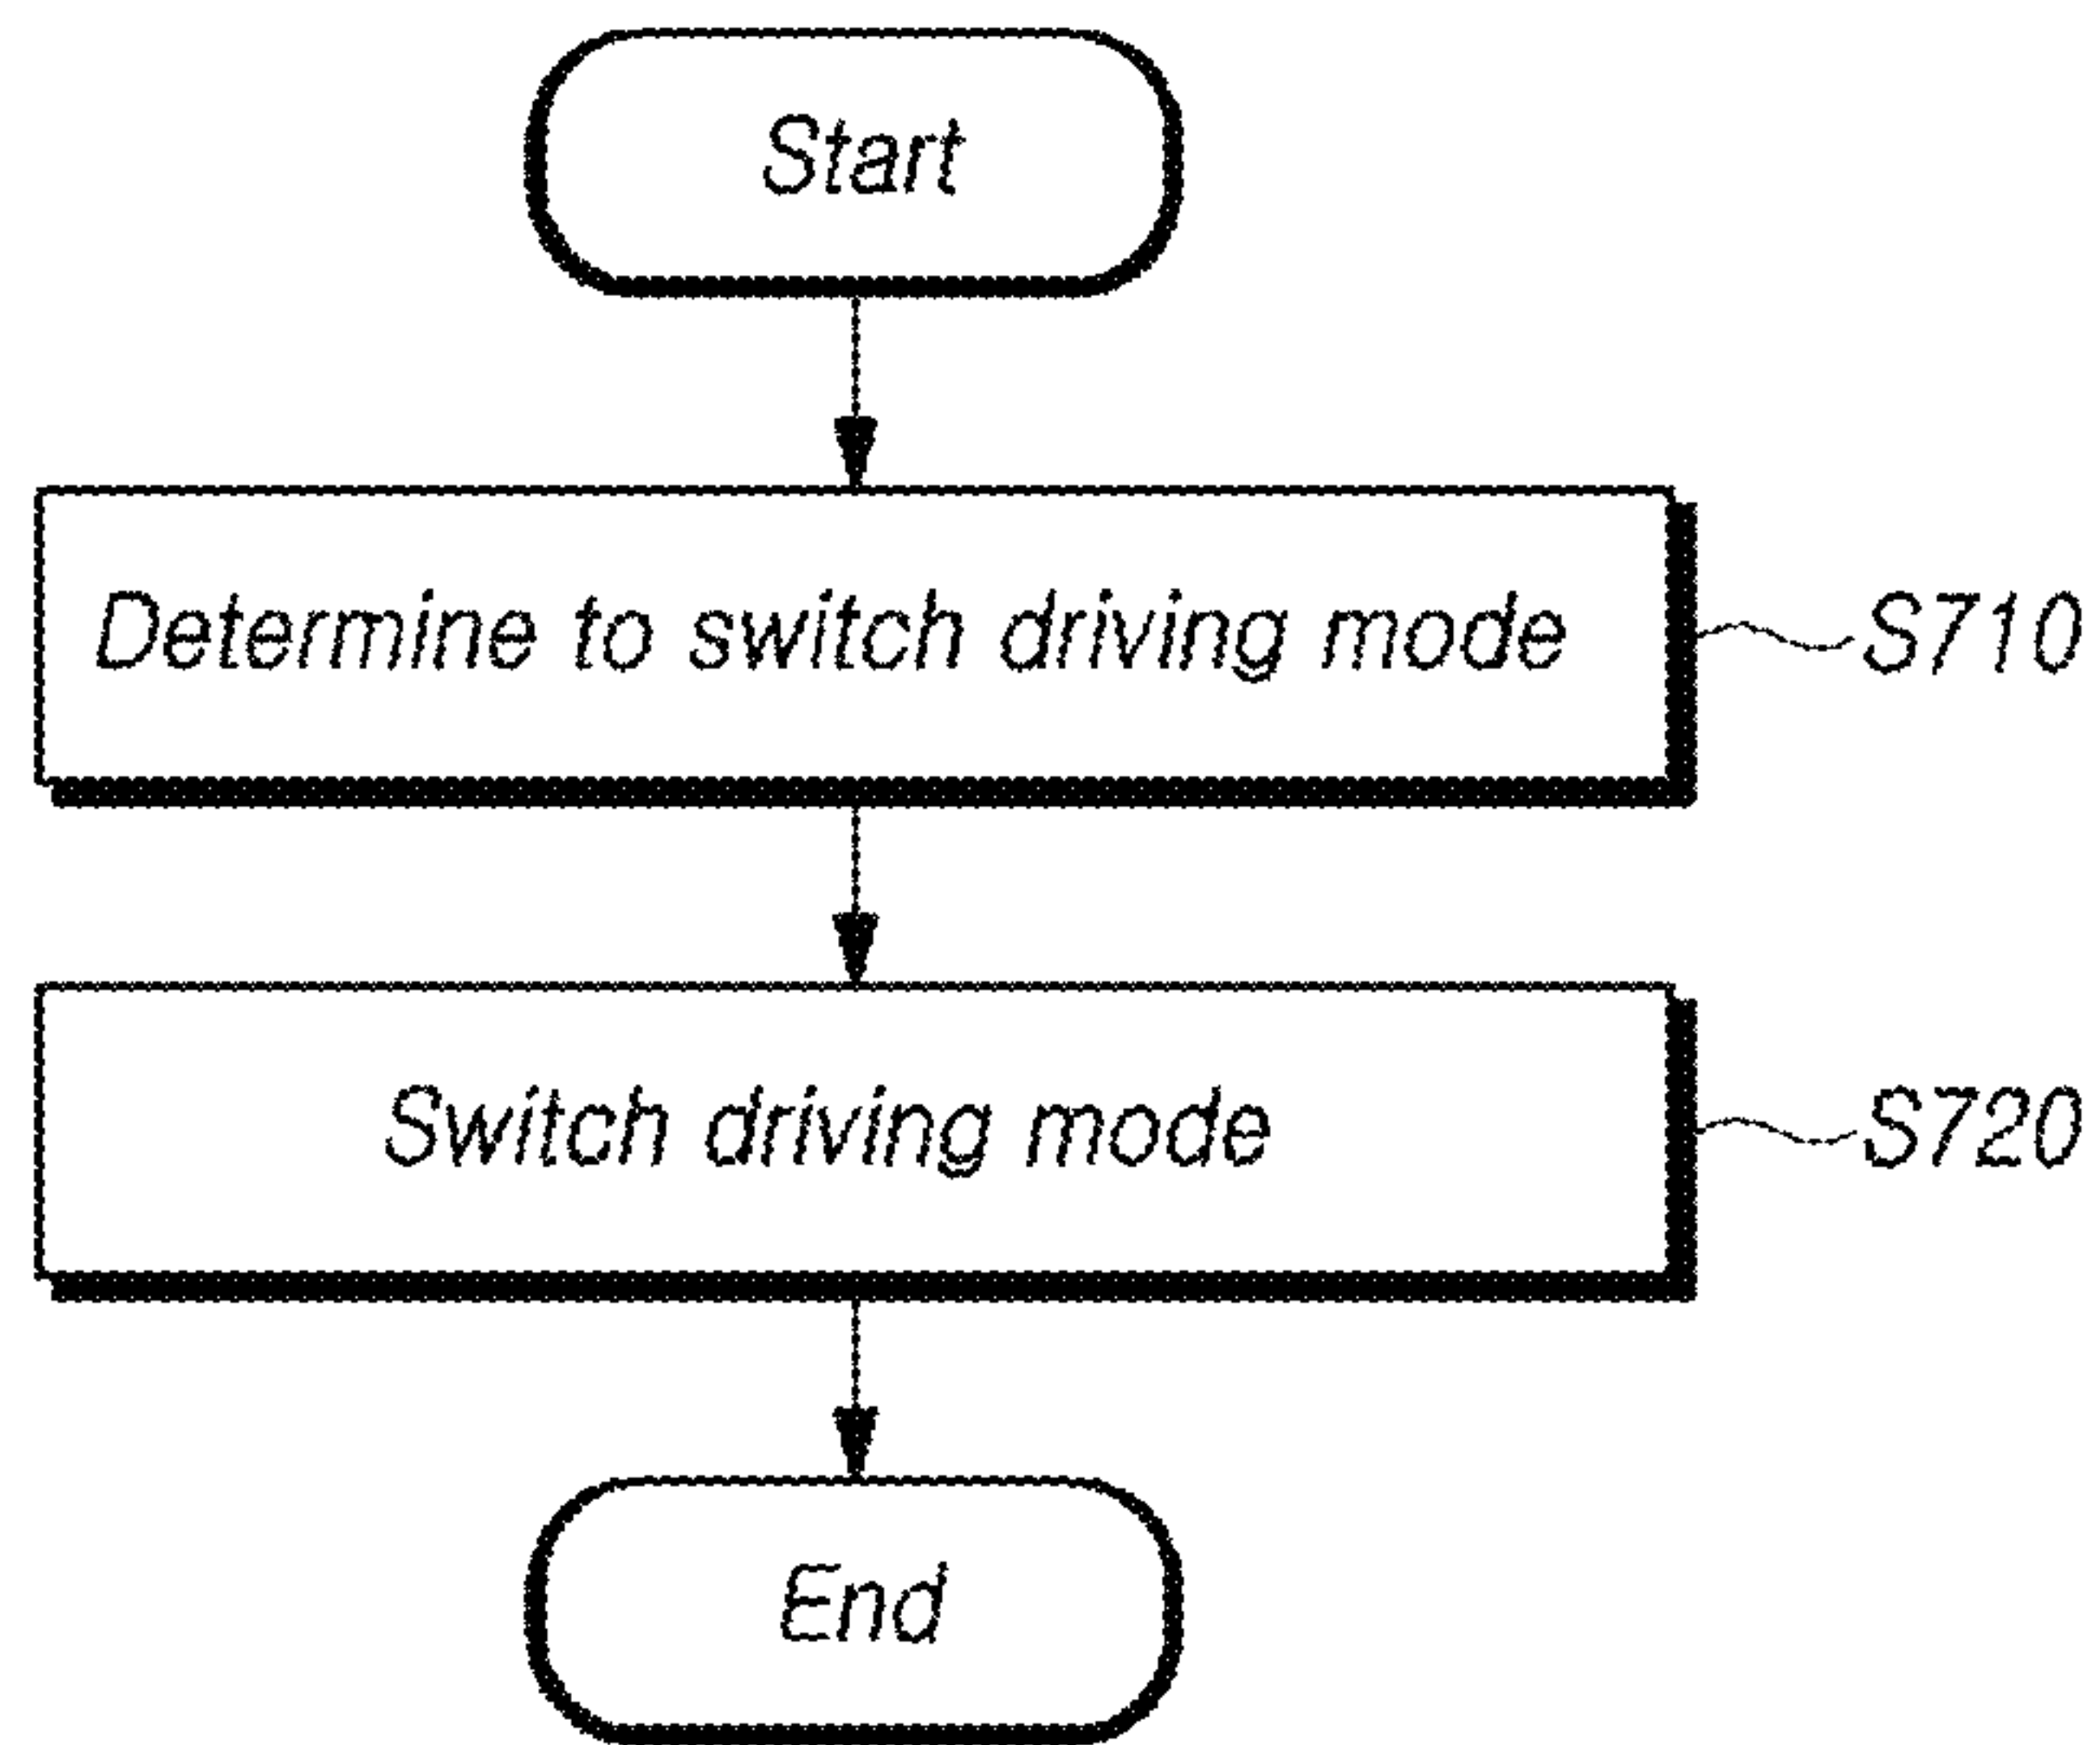 Start
Determine to switch driving mode
S710
Switch driving mode
S720
End